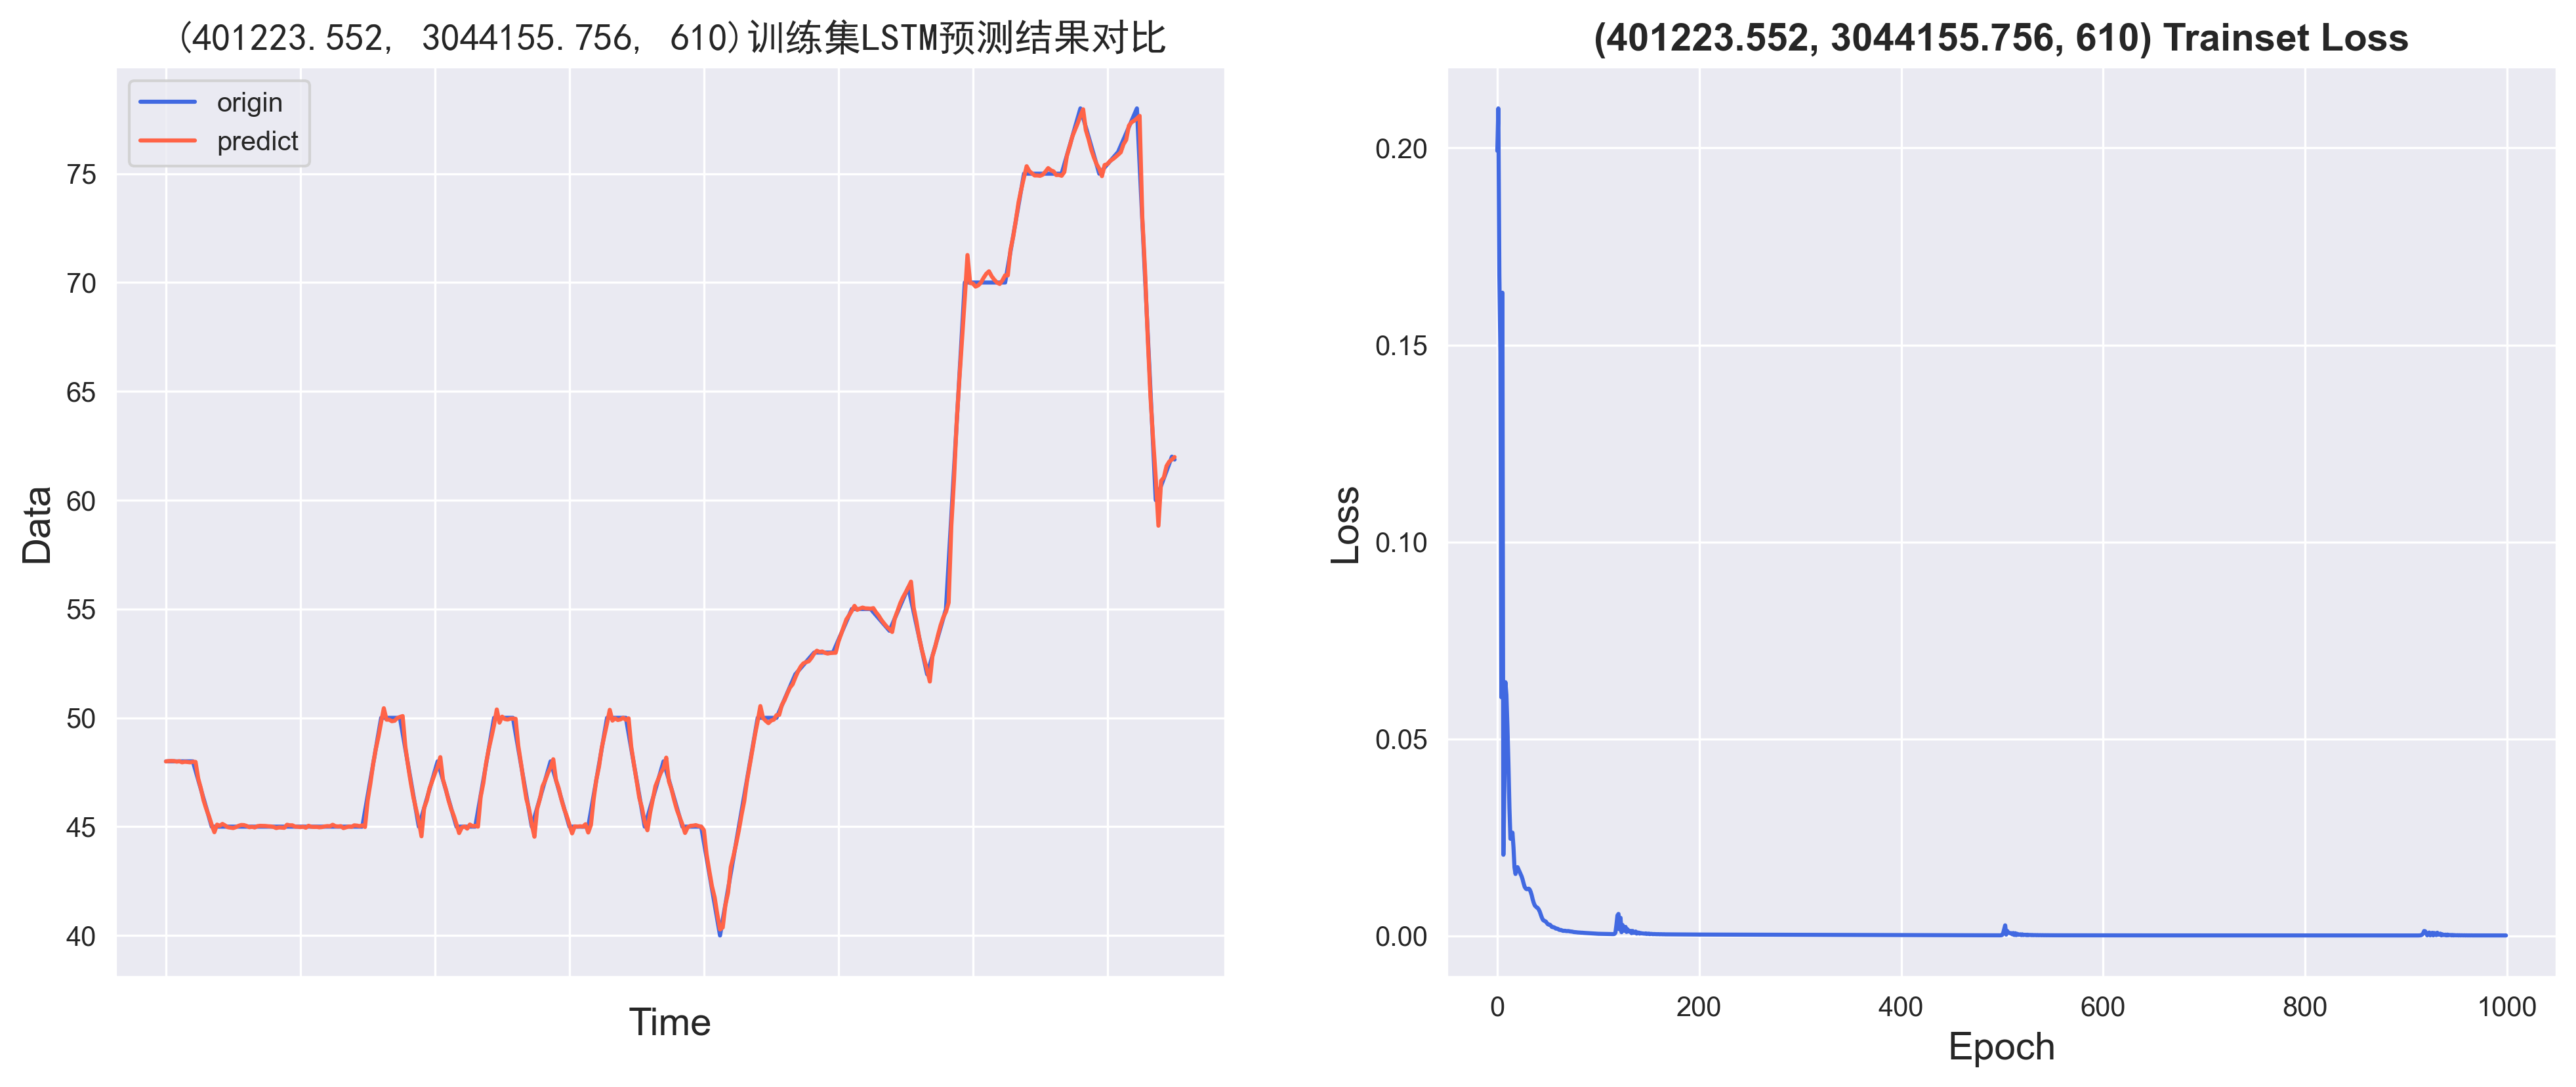 (401223.552, 3044155.756, 610)训练集LSTM预测结果对比
origin
predict
75
70
65
60
55
50
45
40
Data
Time
(401223.552, 3044155.756, 610) Trainset Loss
0.20
0.15
0.10
0.05
0.00
Loss
0 200 400 600 800 1000
Epoch